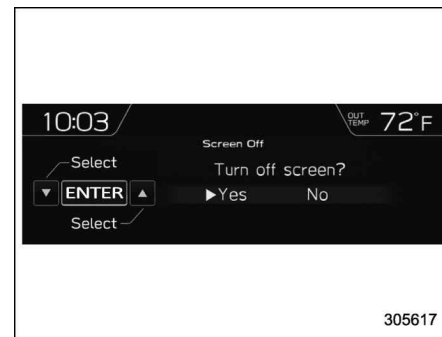 10:03
OUT TEMP 72°F
Screen Off
Select
Turn off screen?
▼ ENTER ▲
▶Yes No
Select
305617